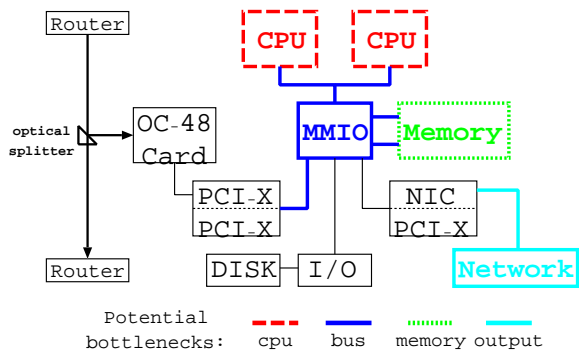 Router
CPU
CPU
optical
splitter
OC-48
Card
MMIO
Memory
PCI-X
PCI-X
NIC
PCI-X
Router
DISK
I/O
Network
Potential
bottlenecks:
cpu
bus
memory
output